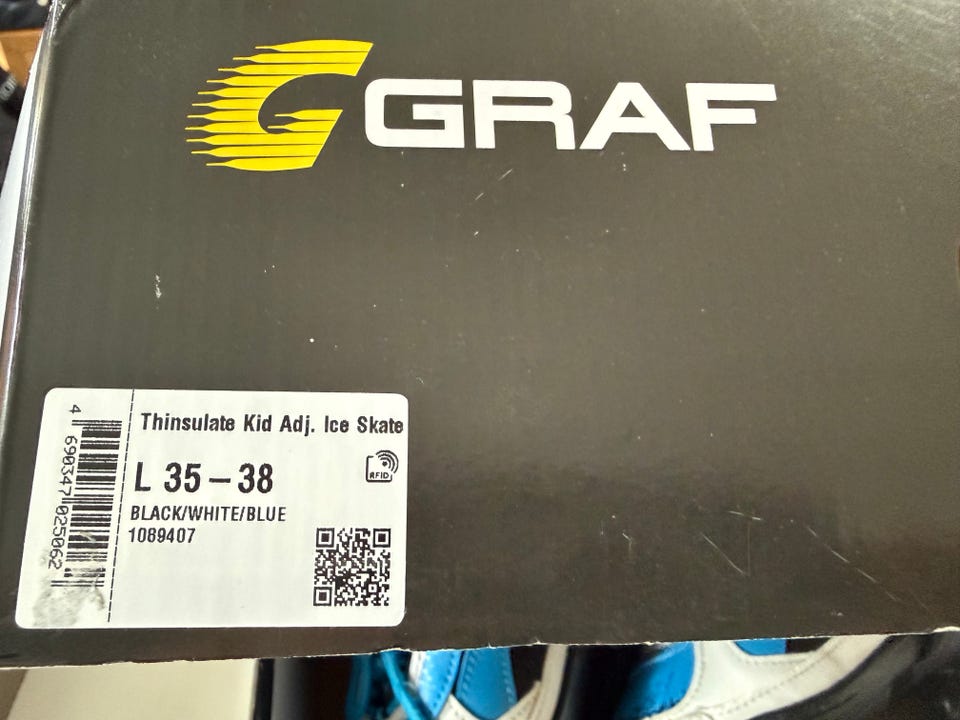 GRAF
Thinsulate Kid Adj. Ice Skate
L 35 – 38
RFID
BLACK/WHITE/BLUE
1089407
4 690347 025062